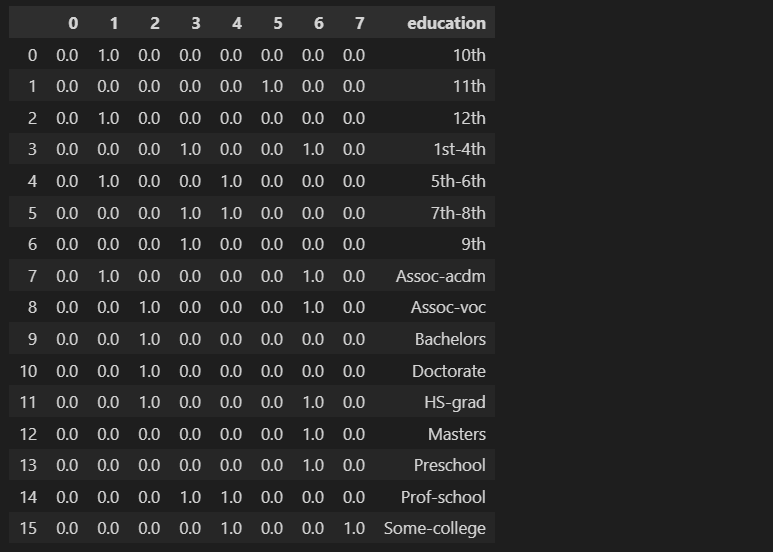 0 1 2 3 4 5 6 7 education
0 0.0 1.0 0.0 0.0 0.0 0.0 0.0 0.0 10th
1 0.0 0.0 0.0 0.0 0.0 1.0 0.0 0.0 11th
2 0.0 1.0 0.0 0.0 0.0 0.0 0.0 0.0 12th
3 0.0 0.0 0.0 1.0 0.0 0.0 1.0 0.0 1st-4th
4 0.0 1.0 0.0 0.0 1.0 0.0 0.0 0.0 5th-6th
5 0.0 0.0 0.0 1.0 1.0 0.0 0.0 0.0 7th-8th
6 0.0 0.0 0.0 1.0 0.0 0.0 0.0 0.0 9th
7 0.0 1.0 0.0 0.0 0.0 0.0 1.0 0.0 Assoc-acdm
8 0.0 0.0 1.0 0.0 0.0 0.0 1.0 0.0 Assoc-voc
9 0.0 0.0 1.0 0.0 0.0 0.0 0.0 0.0 Bachelors
10 0.0 0.0 1.0 0.0 0.0 0.0 0.0 0.0 Doctorate
11 0.0 0.0 1.0 0.0 0.0 0.0 1.0 0.0 HS-grad
12 0.0 0.0 0.0 0.0 0.0 0.0 1.0 0.0 Masters
13 0.0 0.0 0.0 0.0 0.0 0.0 1.0 0.0 Preschool
14 0.0 0.0 0.0 1.0 1.0 0.0 0.0 0.0 Prof-school
15 0.0 0.0 0.0 0.0 1.0 0.0 0.0 1.0 Some-college